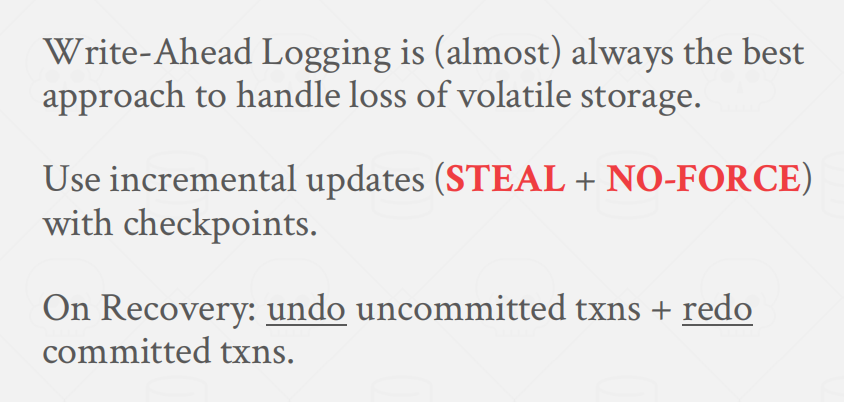 Write-Ahead Logging is (almost) always the best
approach to handle loss of volatile storage.
Use incremental updates (STEAL + NO-FORCE)
with checkpoints.
On Recovery: undo uncommitted txns + redo
committed txns.